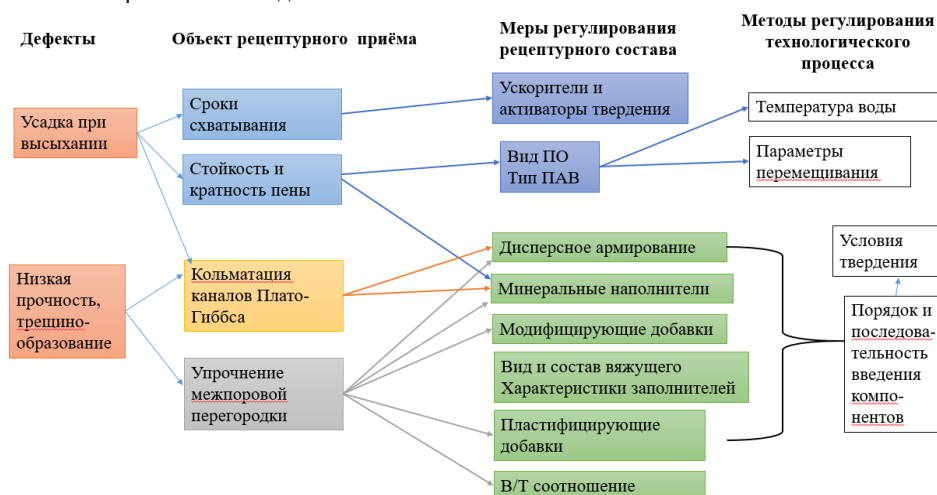 Дефекты
Объект рецептурного приёма
Меры регулирования
рецептурного состава
Методы регулирования
технологического
процесса
Усадка при
высыхании
Сроки
схватывания
Ускорители и
активаторы твердения
Температура воды
Стойкость и
кратность пены
Вид ПО
Тип ПАВ
Параметры
перемещивания
Низкая
прочность,
трещино-
образование
Кольматация
каналов Плато-
Гиббса
Дисперсное армирование
Минеральные наполнители
Модифицирующие добавки
Условия
твердения
Упрочнение
межпоровой
перегородки
Вид и состав вяжущего
Характеристики заполнителей
Пластифицирующие
добавки
В/Т соотношение
Порядок и
последова-
тельность
введения
компо-
нентов